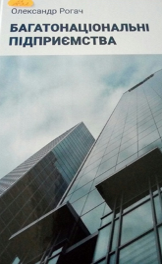 Олександр Рогач
БАГАТОНАЦІОНАЛЬНІ
ПІДПРИЄМСТВА